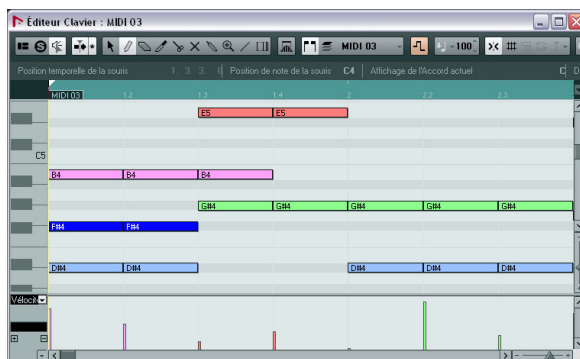 Éditeur Clavier : MIDI 03
MIDI 03 100
Position temporelle de la souris 1. 3. 3. Position de note de la souris C4 Affichage de l'Accord actuel
MIDI 03 1.2 1.3 1.4 2 2.2 2.3
E5 E5
C5
B4 B4 B4
G#4 G#4 G#4 G#4 G#4
F#4 F#4
D#4 D#4 D#4 D#4 D#4
Vélocité